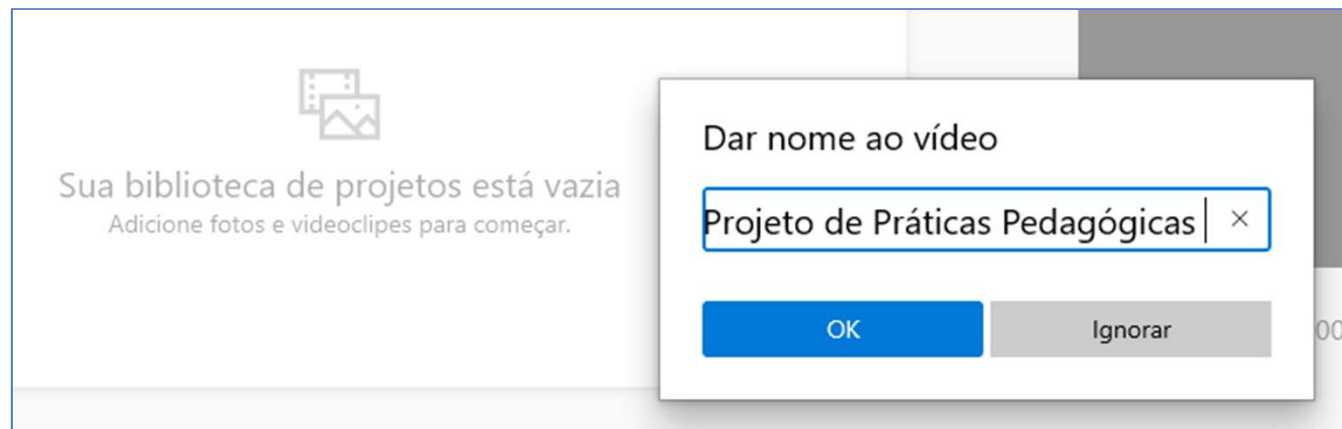 Sua biblioteca de projetos está vazia
Adicione fotos e videoclipes para começar.
Dar nome ao vídeo
Projeto de Práticas Pedagógicas
OK
Ignorar
00